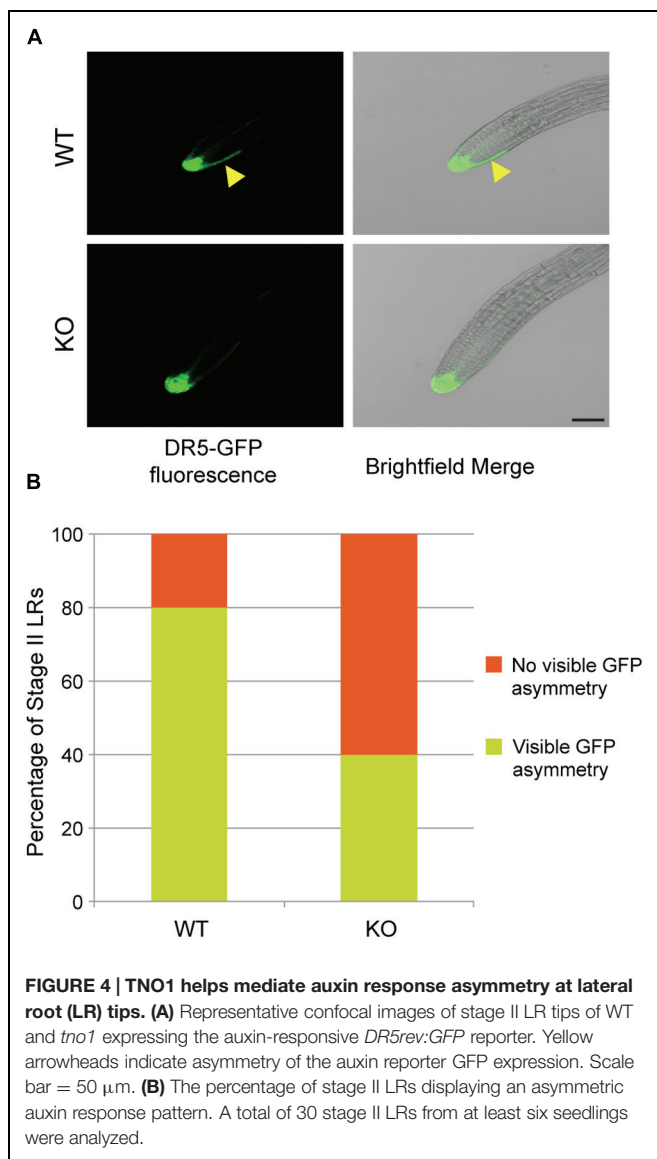 A
WT
KO
DR5-GFP
fluorescence
Brightfield Merge
B
Percentage of Stage II LRs
100
80
60
40
20
0
WT
KO
No visible GFP
asymmetry
Visible GFP
asymmetry
FIGURE 4 | TNO1 helps mediate auxin response asymmetry at lateral
root (LR) tips. (A) Representative confocal images of stage II LR tips of WT
and tno1 expressing the auxin-responsive DR5rev:GFP reporter. Yellow
arrowheads indicate asymmetry of the auxin reporter GFP expression. Scale
bar = 50 μm. (B) The percentage of stage II LRs displaying an asymmetric
auxin response pattern. A total of 30 stage II LRs from at least six seedlings
were analyzed.